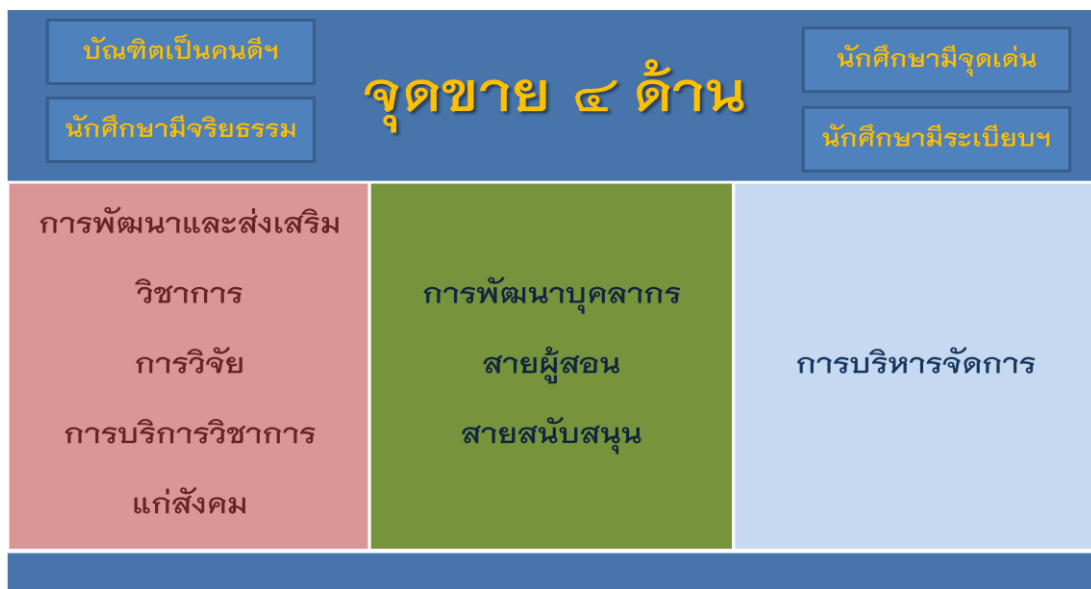 บัณฑิตเป็นคนดีฯ
นักศึกษามีจริยธรรม
จุดขาย ๔ ด้าน
นักศึกษามีจุดเด่น
นักศึกษามีระเบียบฯ
การพัฒนาและส่งเสริม
วิชาการ
การวิจัย
การบริการวิชาการ
แก่สังคม
การพัฒนาบุคลากร
สายผู้สอน
สายสนับสนุน
การบริหารจัดการ